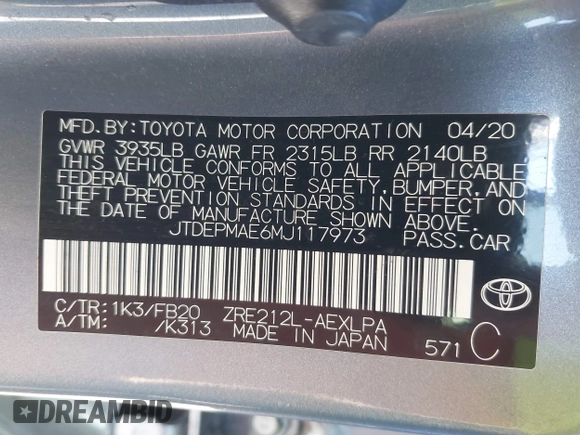 MFD.BY:TOYOTA MOTOR CORPORATION 04/20
GVWR 3935LB GAWR FR 2315LB RR 2140LB
THIS VEHICLE CONFORMS TO ALL APPLICABLE
FEDERAL MOTOR VEHICLE SAFETY, BUMPER, AND
THEFT PREVENTION STANDARDS IN EFFECT ON
THE DATE OF MANUFACTURE SHOWN ABOVE.
JTDEPMAE6MJ117973 PASS.CAR
C/TR:1K3/FB20 ZRE212L-AEXLPA
A/TM: /K313 MADE IN JAPAN 571 C
DREAMBID